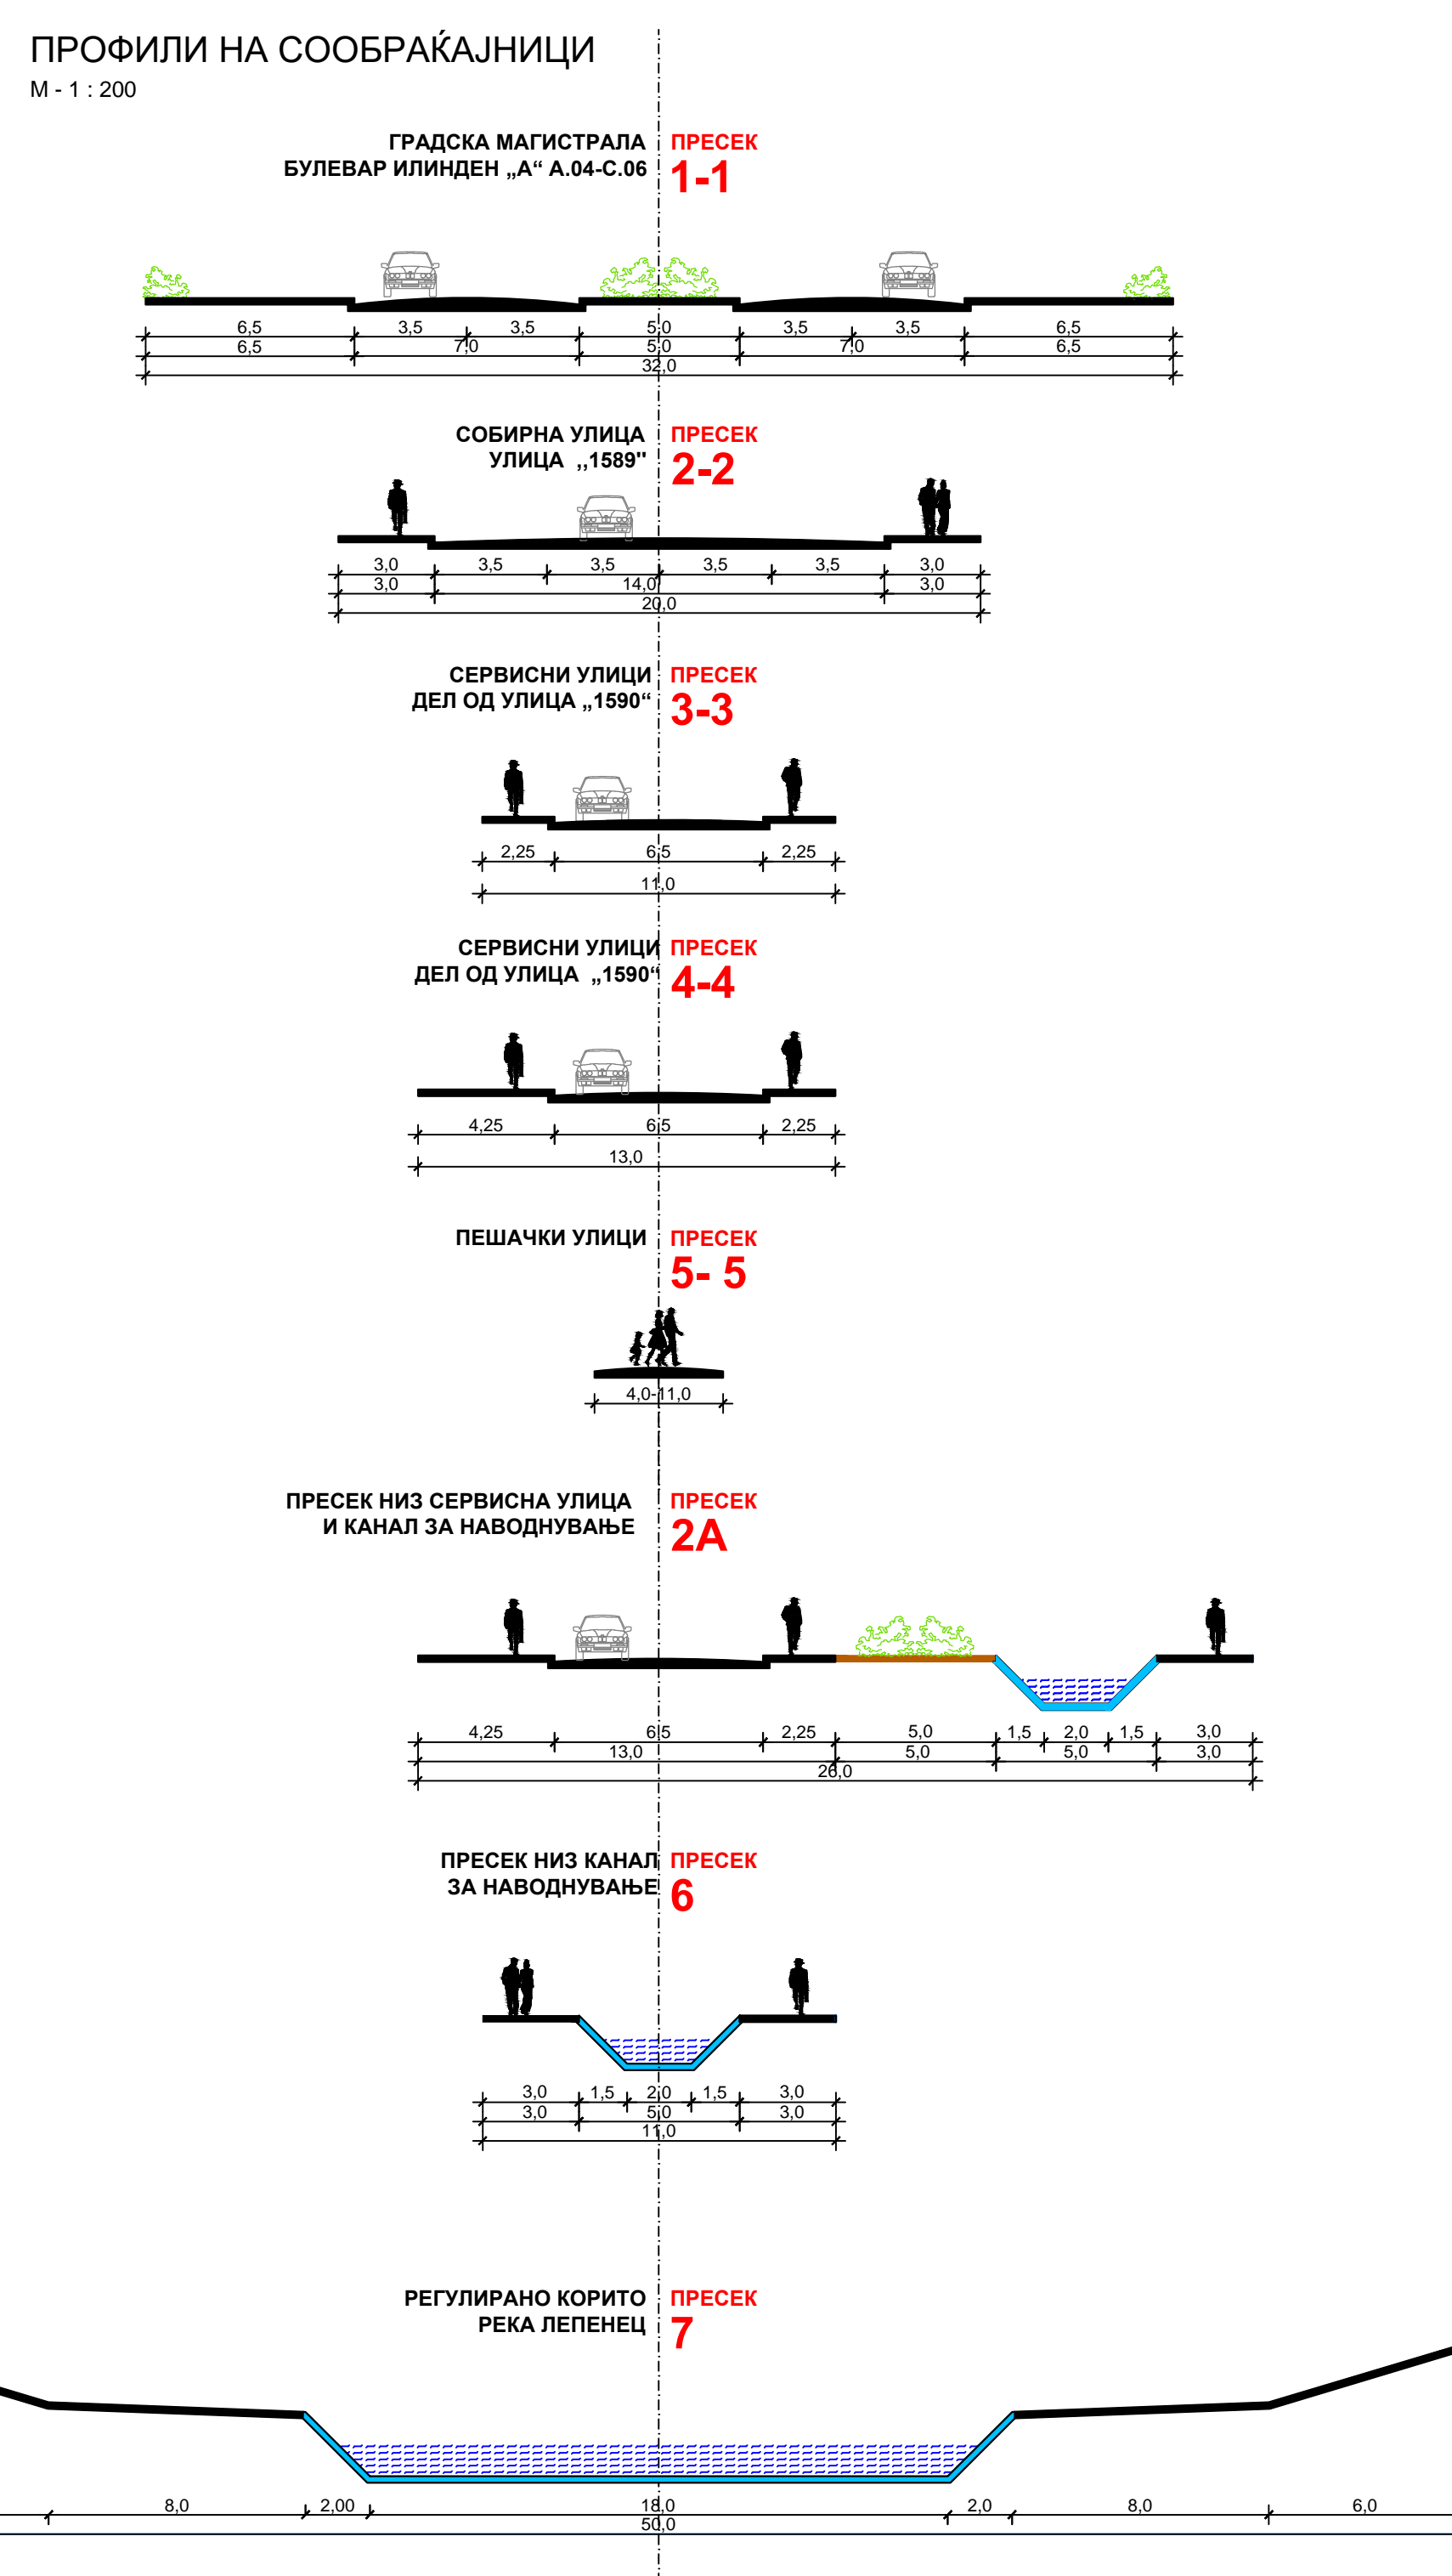 ПРОФИЛИ НА СООБРАЌАЈНИЦИ
М - 1 : 200
ГРАДСКА МАГИСТРАЛА
БУЛЕВАР ИЛИНДЕН „А“ А.04-С.06
ПРЕСЕК
1-1
6,5 3,5 3,5 5,0 3,5 3,5 6,5
6,5 7,0 5,0 7,0 6,5
32,0
СОБИРНА УЛИЦА
УЛИЦА ,,1589"
ПРЕСЕК
2-2
3,0 3,5 3,5 3,5 3,5 3,0
3,0 14,0 3,0
20,0
СЕРВИСНИ УЛИЦИ
ДЕЛ ОД УЛИЦА „1590“
ПРЕСЕК
3-3
2,25 6,5 2,25
11,0
СЕРВИСНИ УЛИЦИ
ДЕЛ ОД УЛИЦА „1590“
ПРЕСЕК
4-4
4,25 6,5 2,25
13,0
ПЕШАЧКИ УЛИЦИ
ПРЕСЕК
5- 5
4,0-11,0
ПРЕСЕК НИЗ СЕРВИСНА УЛИЦА
И КАНАЛ ЗА НАВОДНУВАЊЕ
ПРЕСЕК
2А
4,25 6,5 2,25 5,0 1,5 2,0 1,5 3,0
13,0 5,0 5,0 3,0
26,0
ПРЕСЕК НИЗ КАНАЛ
ЗА НАВОДНУВАЊЕ
ПРЕСЕК
6
3,0 1,5 2,0 1,5 3,0
3,0 5,0 3,0
11,0
РЕГУЛИРАНО КОРИТО
РЕКА ЛЕПЕНЕЦ
ПРЕСЕК
7
8,0 2,00 18,0 2,0 8,0 6,0
50,0